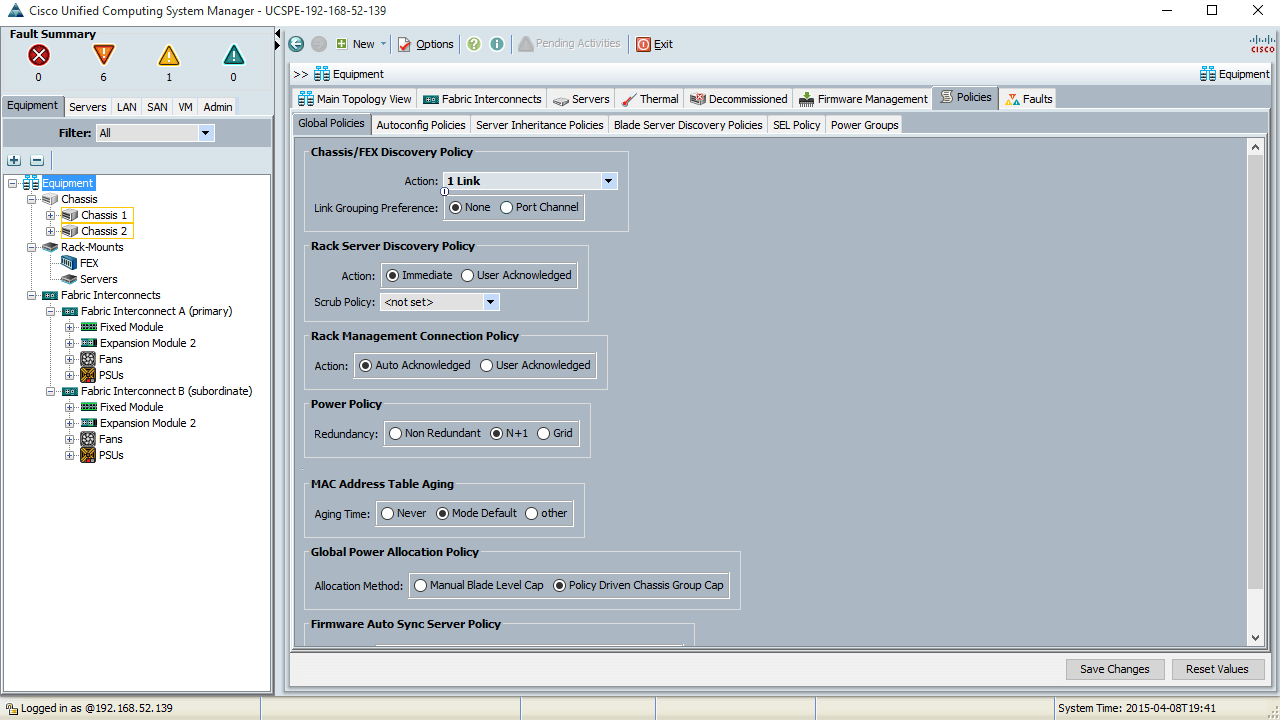 Cisco Unified Computing System Manager - UCSPE-192-168-52-139
Fault Summary
0 6 1 0
New Options Pending Activities Exit
CISCO
>> Equipment Equipment
Equipment Servers LAN SAN VM Admin
Main Topology View Fabric Interconnects Servers Thermal Decommissioned Firmware Management Policies Faults
Global Policies Autoconfig Policies Server Inheritance Policies Blade Server Discovery Policies SEL Policy Power Groups
Filter: All
Equipment
Chassis
Chassis 1
Chassis 2
Rack-Mounts
FEX
Servers
Fabric Interconnects
Fabric Interconnect A (primary)
Fixed Module
Expansion Module 2
Fans
PSUs
Fabric Interconnect B (subordinate)
Fixed Module
Expansion Module 2
Fans
PSUs
Chassis/FEX Discovery Policy
Action: 1 Link
Link Grouping Preference: None Port Channel
Rack Server Discovery Policy
Action: Immediate User Acknowledged
Scrub Policy: <not set>
Rack Management Connection Policy
Action: Auto Acknowledged User Acknowledged
Power Policy
Redundancy: Non Redundant N+1 Grid
MAC Address Table Aging
Aging Time: Never Mode Default other
Global Power Allocation Policy
Allocation Method: Manual Blade Level Cap Policy Driven Chassis Group Cap
Firmware Auto Sync Server Policy
Save Changes Reset Values
Logged in as @192.168.52.139
System Time: 2015-04-08T19:41